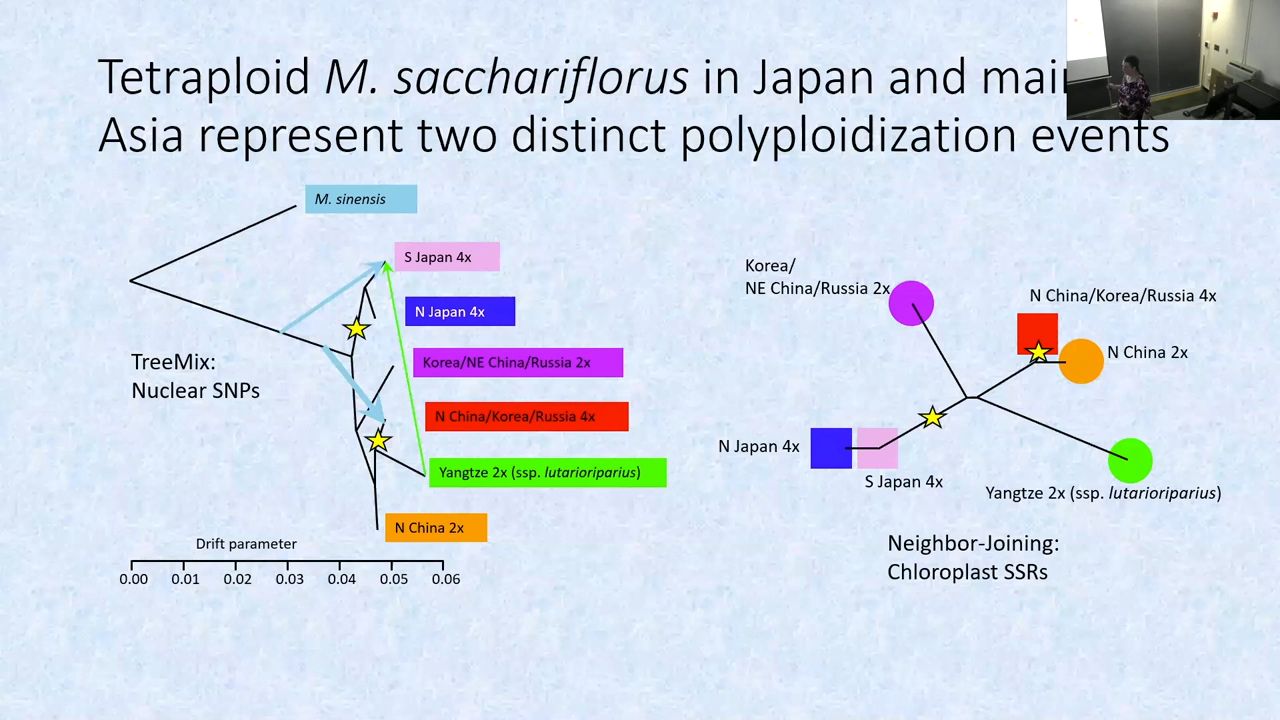 Tetraploid M. sacchariflorus in Japan and
Asia represent two distinct polyploidization events
M. sinensis
S Japan 4x
N Japan 4x
Korea/NE China/Russia 2x
N China/Korea/Russia 4x
Yangtze 2x (ssp. lutarioriparius)
N China 2x
TreeMix:
Nuclear SNPs
Drift parameter
0.00 0.01 0.02 0.03 0.04 0.05 0.06
Korea/
NE China/Russia 2x
N China/Korea/Russia 4x
N China 2x
N Japan 4x
S Japan 4x
Yangtze 2x (ssp. lutarioriparius)
Neighbor-Joining:
Chloroplast SSRs